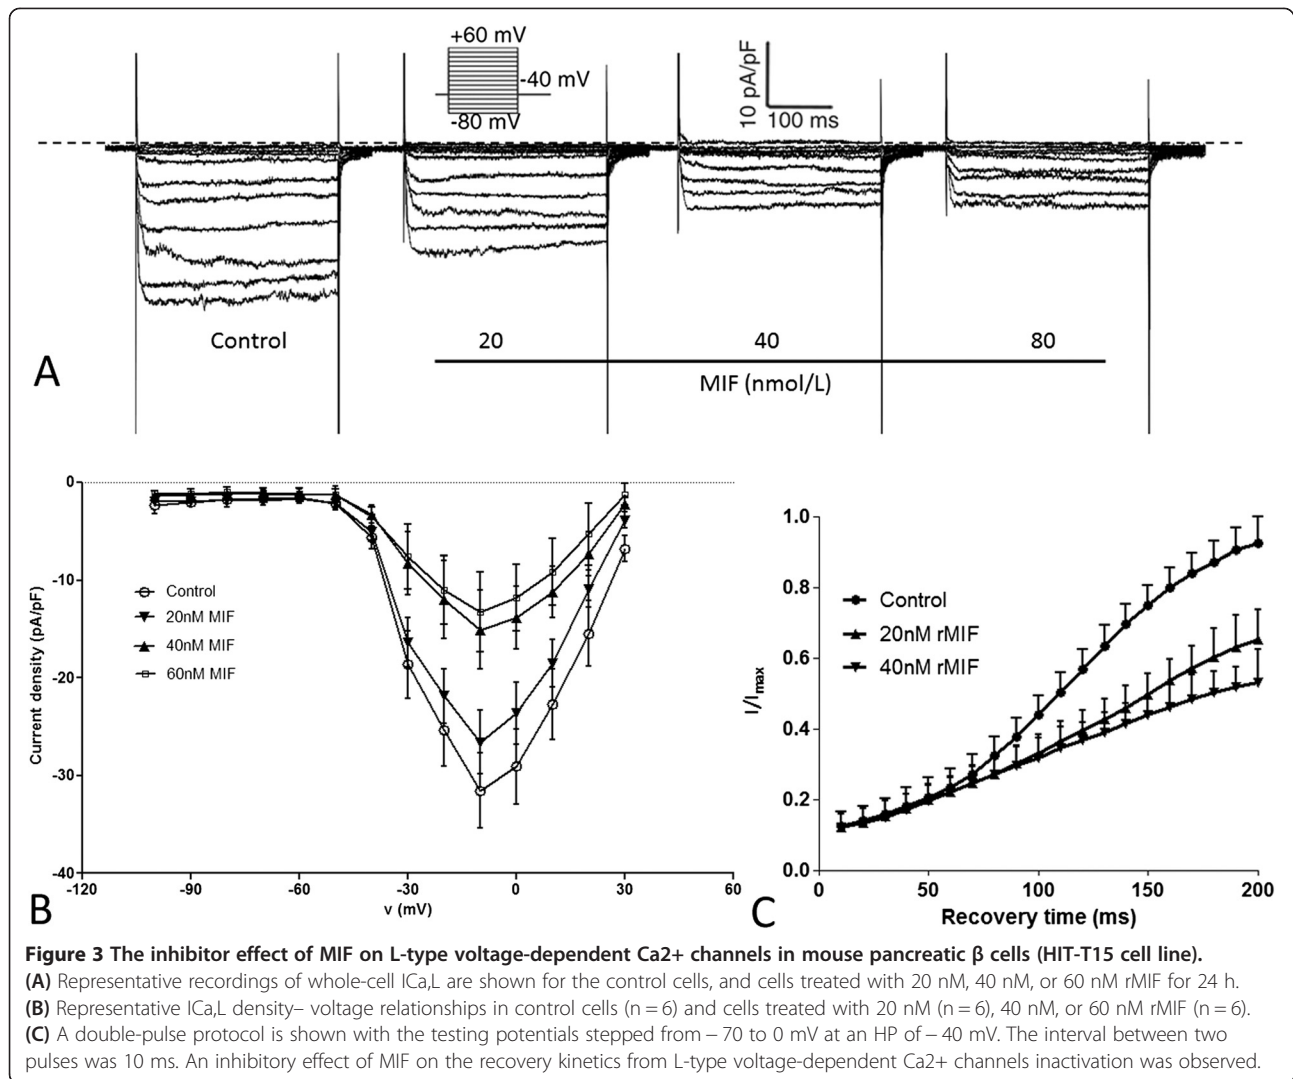 +60 mV
-40 mV
-80 mV
10 pA/pF
100 ms
Control
20
40
80
MIF (nmol/L)
A
0
-10
-20
-30
-40
Current density (pA/pF)
Control
20nM MIF
40nM MIF
60nM MIF
-120
-90
-60
-30
0
30
60
v (mV)
B
1.0
0.8
0.6
0.4
0.2
0.0
I/Imax
Control
20nM rMIF
40nM rMIF
0
50
100
150
200
Recovery time (ms)
C
Figure 3 The inhibitor effect of MIF on L-type voltage-dependent Ca2+ channels in mouse pancreatic β cells (HIT-T15 cell line).
(A) Representative recordings of whole-cell ICa,L are shown for the control cells, and cells treated with 20 nM, 40 nM, or 60 nM rMIF for 24 h.
(B) Representative ICa,L density– voltage relationships in control cells (n = 6) and cells treated with 20 nM (n = 6), 40 nM, or 60 nM rMIF (n = 6).
(C) A double-pulse protocol is shown with the testing potentials stepped from − 70 to 0 mV at an HP of − 40 mV. The interval between two
pulses was 10 ms. An inhibitory effect of MIF on the recovery kinetics from L-type voltage-dependent Ca2+ channels inactivation was observed.